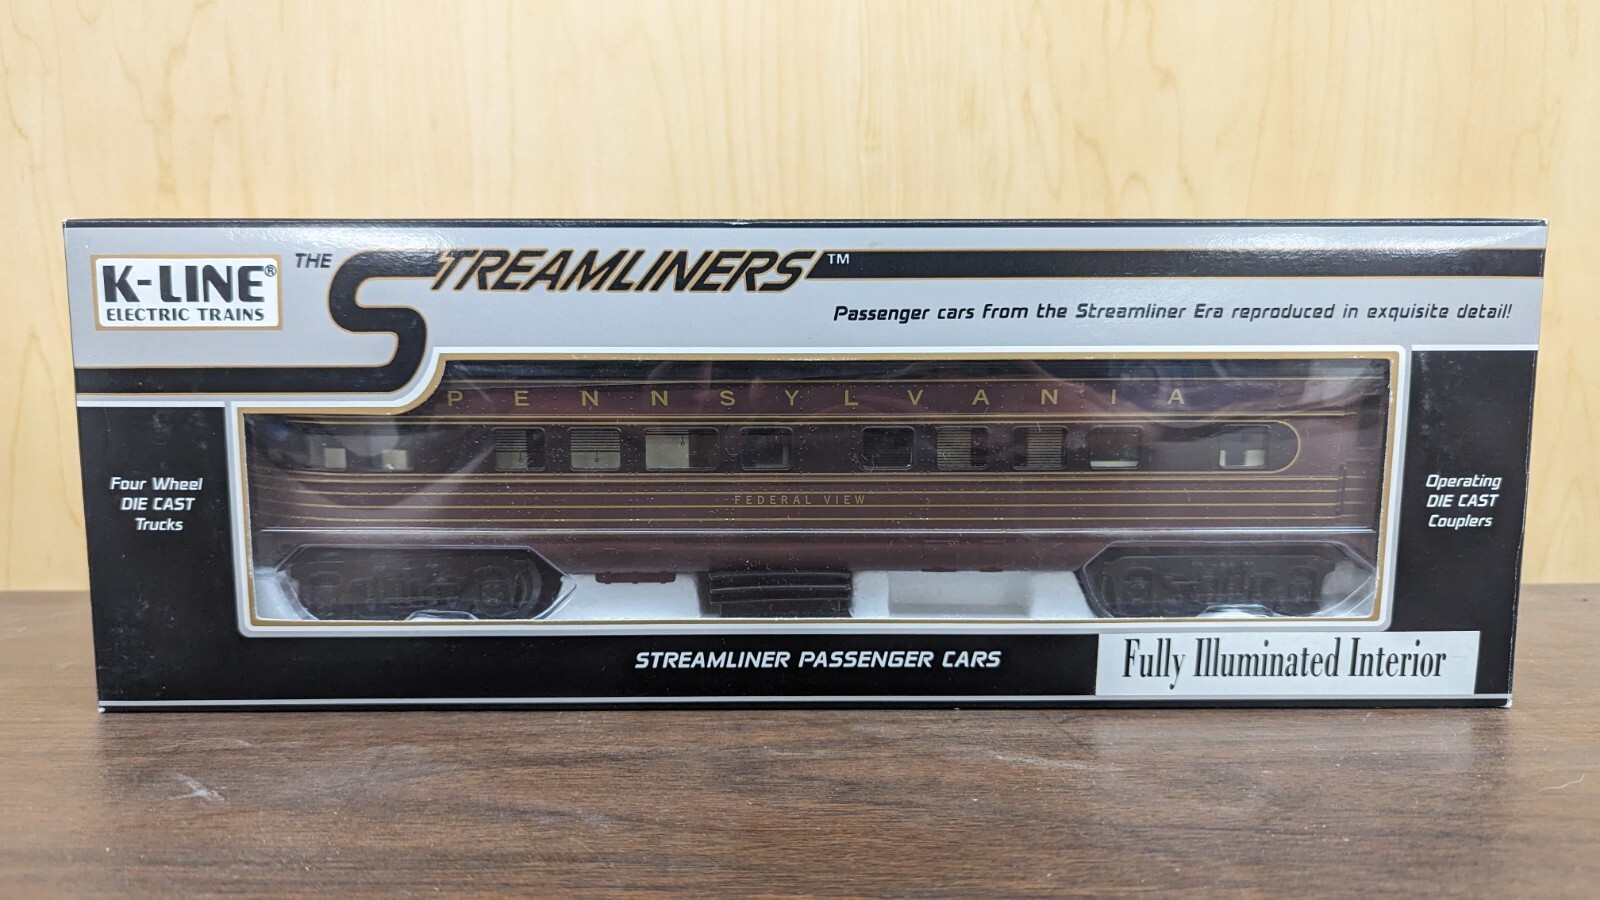 K-LINE®
ELECTRIC TRAINS
THE STREAMLINERS™
Passenger cars from the Streamliner Era reproduced in exquisite detail!
PENNSYLVANIA
FEDERAL VIEW
Four Wheel
DIE CAST
Trucks
Operating
DIE CAST
Couplers
STREAMLINER PASSENGER CARS
Fully Illuminated Interior